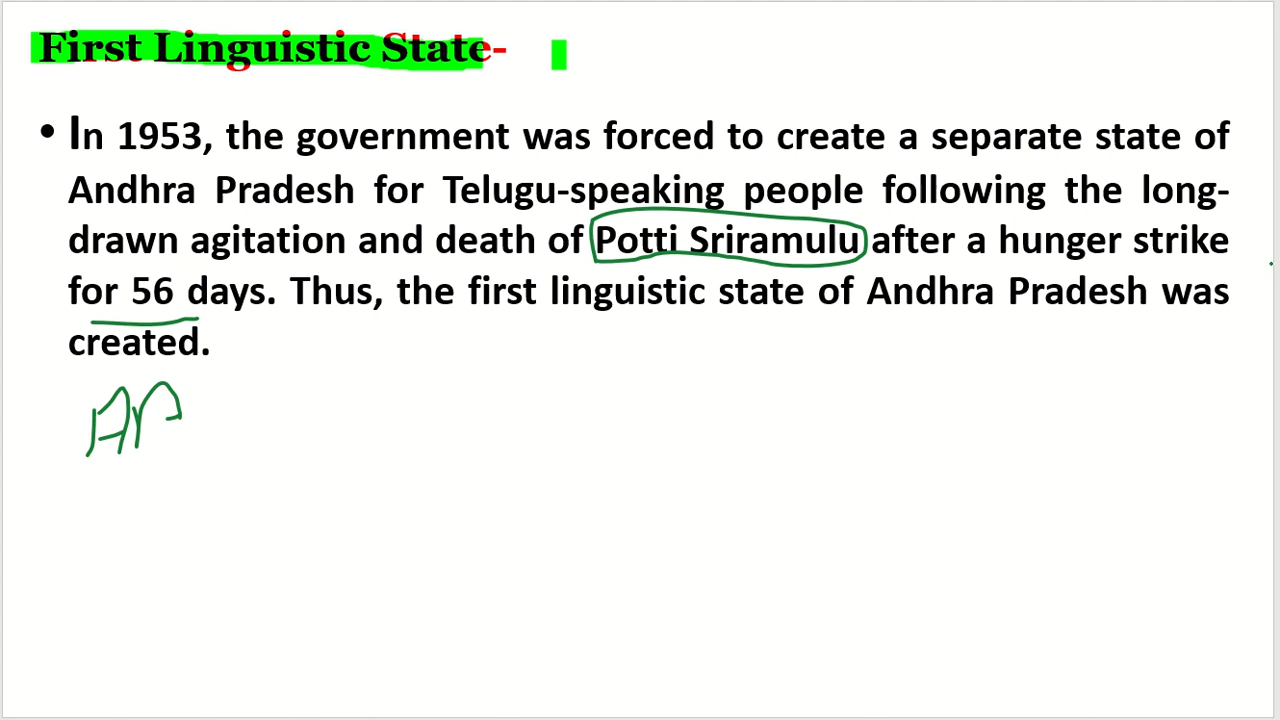 First Linguistic State-
• In 1953, the government was forced to create a separate state of
Andhra Pradesh for Telugu-speaking people following the long-
drawn agitation and death of Potti Sriramulu after a hunger strike
for 56 days. Thus, the first linguistic state of Andhra Pradesh was
created.